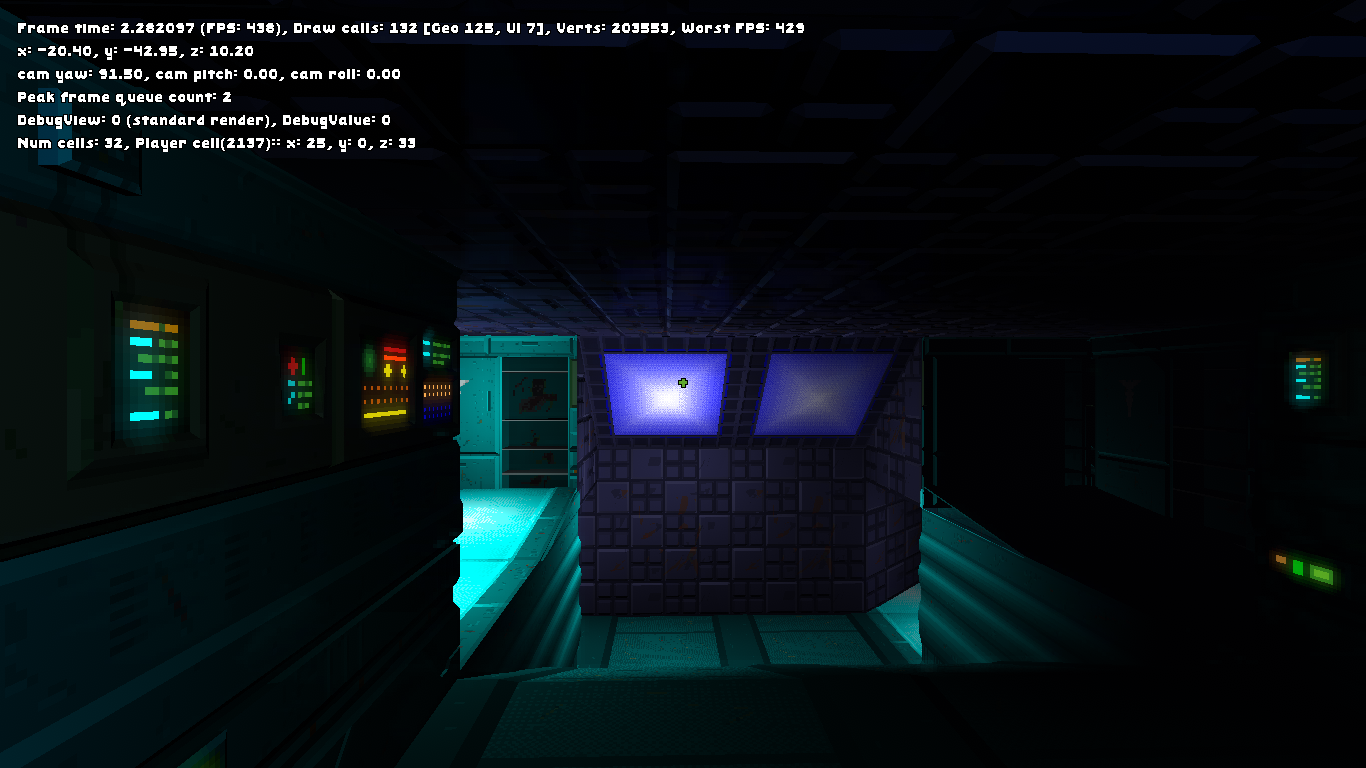 Frame time: 2.282097 (FPS: 438), Draw calls: 132 [Geo 125, UI 7], Verts: 203553, Worst FPS: 429
x: -20.40, y: -42.95, z: 10.20
cam yaw: 91.50, cam pitch: 0.00, cam roll: 0.00
Peak frame queue count: 2
DebugView: 0 (standard render), DebugValue: 0
Num cells: 32, Player cell(2137):: x: 25, y: 0, z: 33